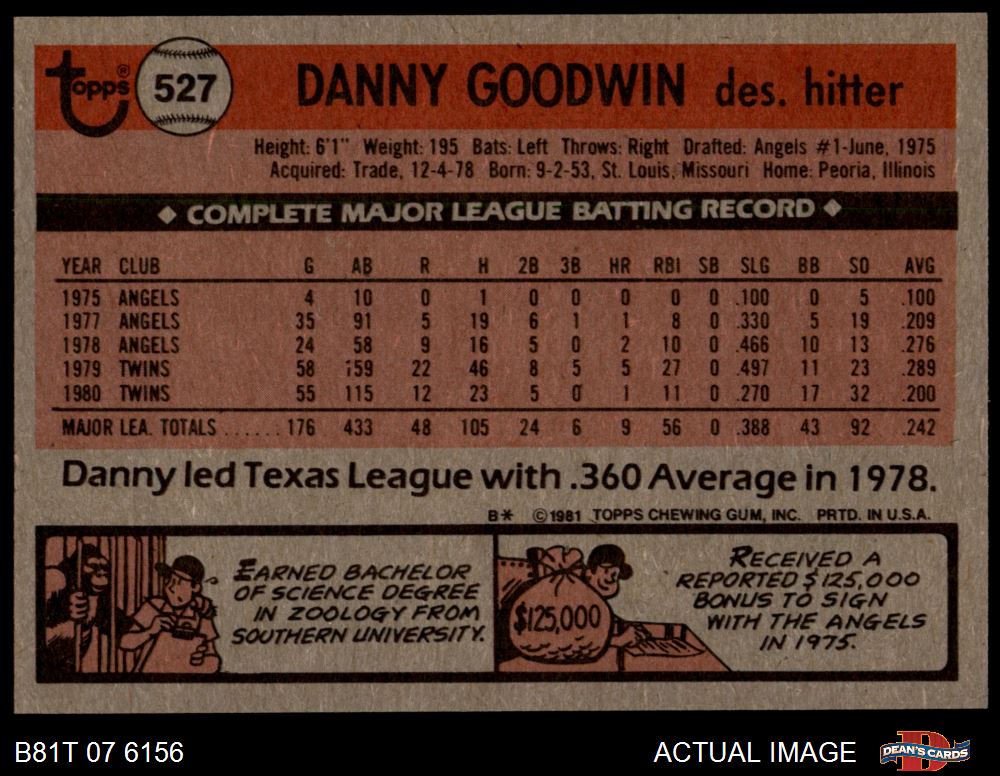 topps® 527 DANNY GOODWIN des. hitter
Height: 6'1" Weight: 195 Bats: Left Throws: Right Drafted: Angels #1-June, 1975
Acquired: Trade, 12-4-78 Born: 9-2-53, St. Louis, Missouri Home: Peoria, Illinois
◆ COMPLETE MAJOR LEAGUE BATTING RECORD ◆
YEAR CLUB G AB R H 2B 3B HR RBI SB SLG BB SO AVG
1975 ANGELS 4 10 0 1 0 0 0 0 0 .100 0 5 .100
1977 ANGELS 35 91 5 19 6 1 1 8 0 .330 5 19 .209
1978 ANGELS 24 58 9 16 5 0 2 10 0 .466 10 13 .276
1979 TWINS 58 159 22 46 8 5 5 27 0 .497 11 23 .289
1980 TWINS 55 115 12 23 5 0 1 11 0 .270 17 32 .200
MAJOR LEA. TOTALS ...... 176 433 48 105 24 6 9 56 0 .388 43 92 .242
Danny led Texas League with .360 Average in 1978.
B* ©1981 TOPPS CHEWING GUM, INC. PRTD. IN U.S.A.
EARNED BACHELOR
OF SCIENCE DEGREE
IN ZOOLOGY FROM
SOUTHERN UNIVERSITY.
$125,000
RECEIVED A
REPORTED $125,000
BONUS TO SIGN
WITH THE ANGELS
IN 1975.
B81T 07 6156 ACTUAL IMAGE DEAN'S CARDS